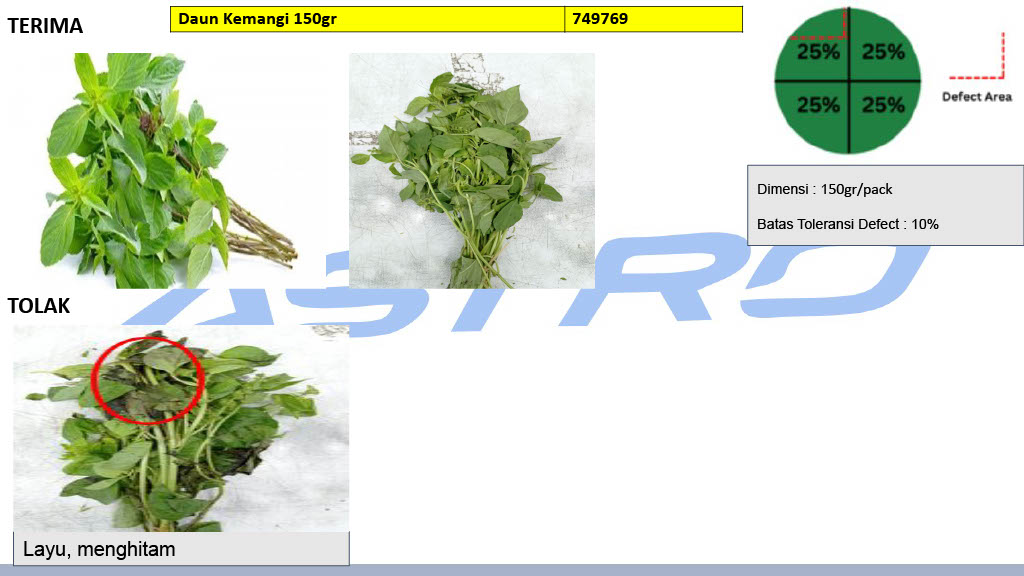 TERIMA
Daun Kemangi 150gr 749769
25% 25%
25% 25%
Defect Area
Dimensi : 150gr/pack
Batas Toleransi Defect : 10%
ASTRO
TOLAK
Layu, menghitam